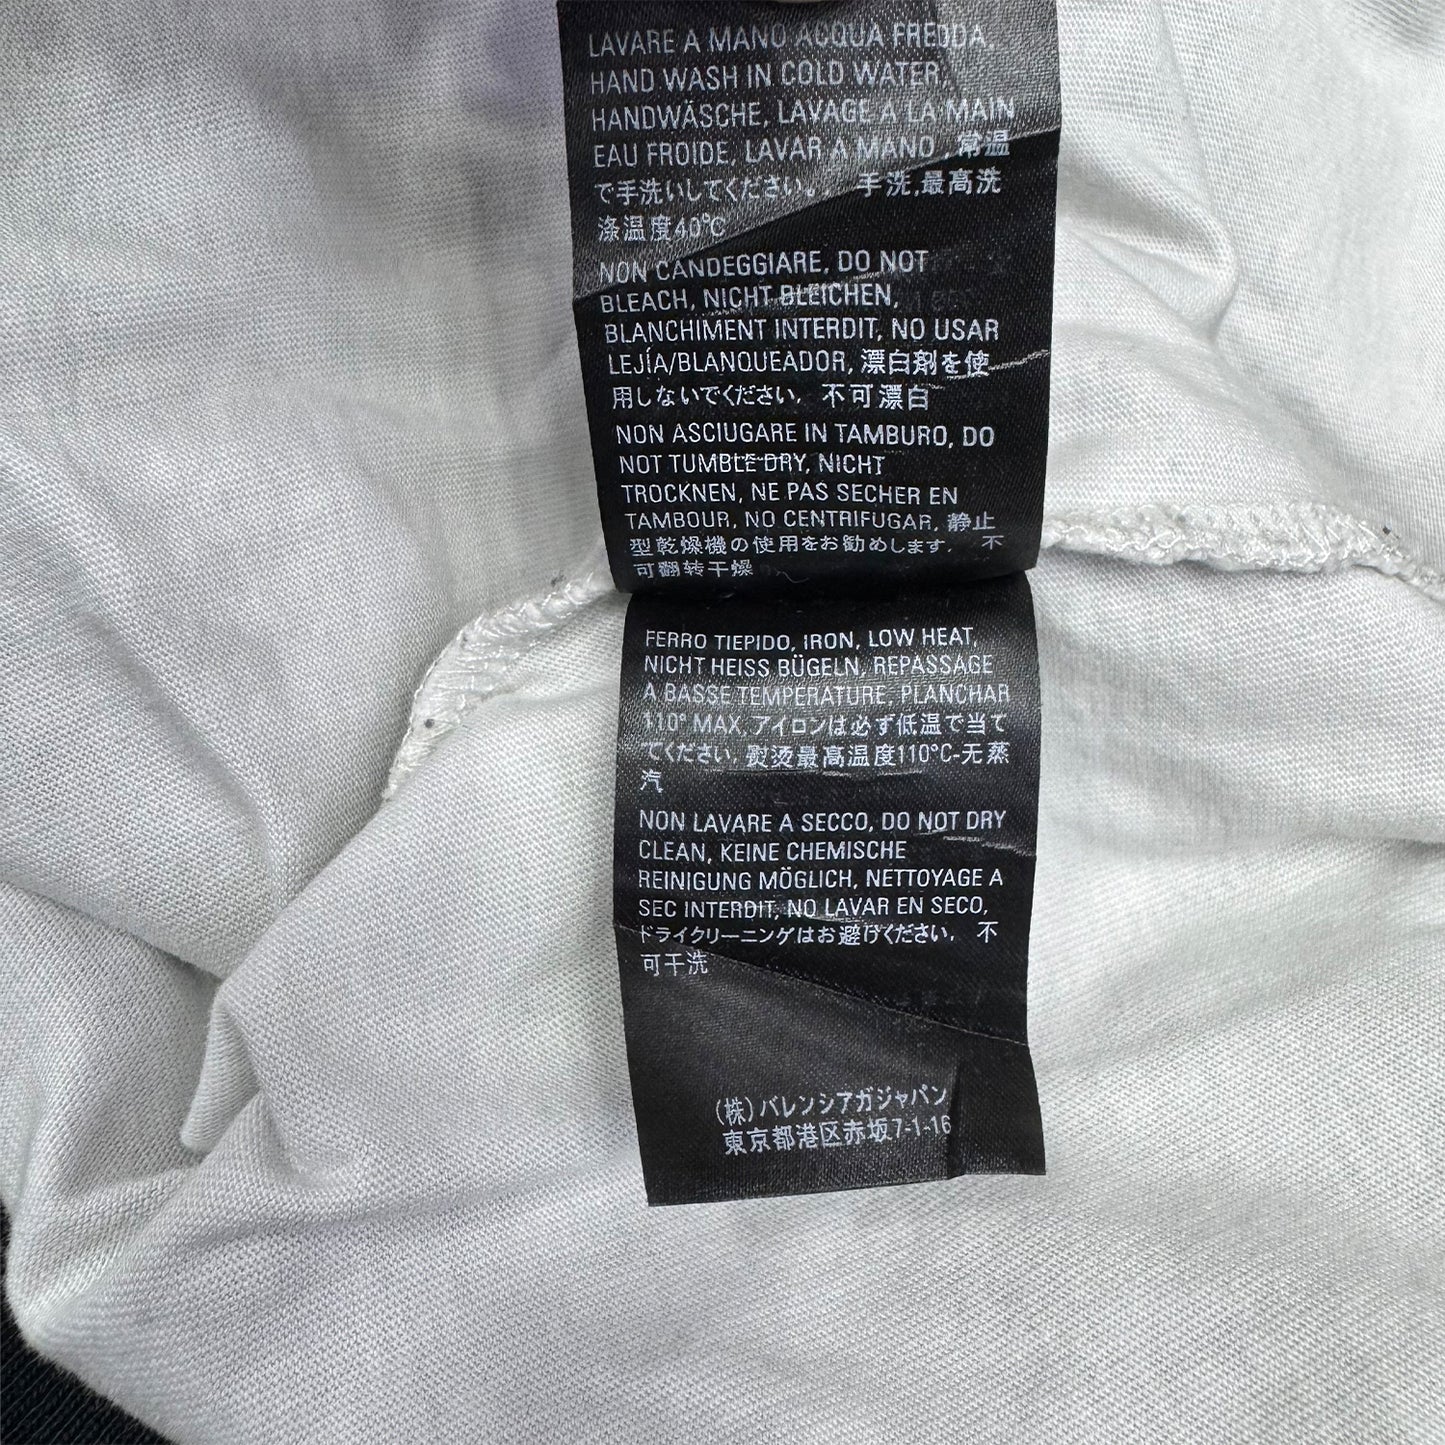 LAVARE A MANO ACQUA FREDDA,
HAND WASH IN COLD WATER,
HANDWÄSCHE, LAVAGE A LA MAIN
EAU FROIDE, LAVAR A MANO , 常温
で手洗いしてください。, 手洗,最高洗
涤温度40°C
NON CANDEGGIARE, DO NOT
BLEACH, NICHT BLEICHEN,
BLANCHIMENT INTERDIT, NO USAR
LEJÍA/BLANQUEADOR, 漂白剤を使
用しないでください, 不可漂白
NON ASCIUGARE IN TAMBURO, DO
NOT TUMBLE DRY, NICHT
TROCKNEN, NE PAS SECHER EN
TAMBOUR, NO CENTRIFUGAR, 静止
型乾燥機の使用をお勧めします, 不
可翻转干燥
FERRO TIEPIDO, IRON, LOW HEAT,
NICHT HEISS BÜGELN, REPASSAGE
A BASSE TEMPERATURE, PLANCHAR
110° MAX, アイロンは必ず低温で当て
てください, 熨烫最高温度110°C-无蒸
汽
NON LAVARE A SECCO, DO NOT DRY
CLEAN, KEINE CHEMISCHE
REINIGUNG MÖGLICH, NETTOYAGE A
SEC INTERDIT, NO LAVAR EN SECO,
ドライクリーニングはお避けください, 不
可干洗
(株)バレンシアガジャパン
東京都港区赤坂7-1-16